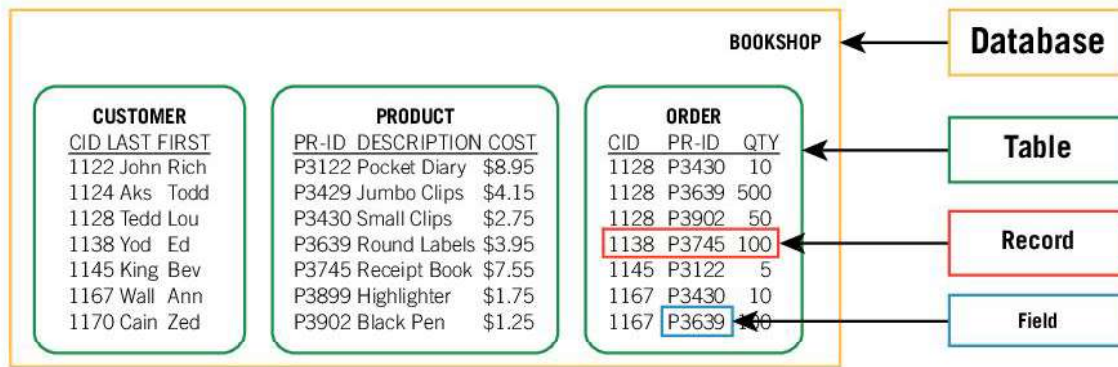 BOOKSHOP
Database
CUSTOMER
CID LAST FIRST
1122 John Rich
1124 Aks Todd
1128 Tedd Lou
1138 Yod Ed
1145 King Bev
1167 Wall Ann
1170 Cain Zed
PRODUCT
PR-ID DESCRIPTION COST
P3122 Pocket Diary $8.95
P3429 Jumbo Clips $4.15
P3430 Small Clips $2.75
P3639 Round Labels $3.95
P3745 Receipt Book $7.55
P3899 Highlighter $1.75
P3902 Black Pen $1.25
ORDER
CID PR-ID QTY
1128 P3430 10
1128 P3639 500
1128 P3902 50
1138 P3745 100
1145 P3122 5
1167 P3430 10
1167 P3639 100
Table
Record
Field